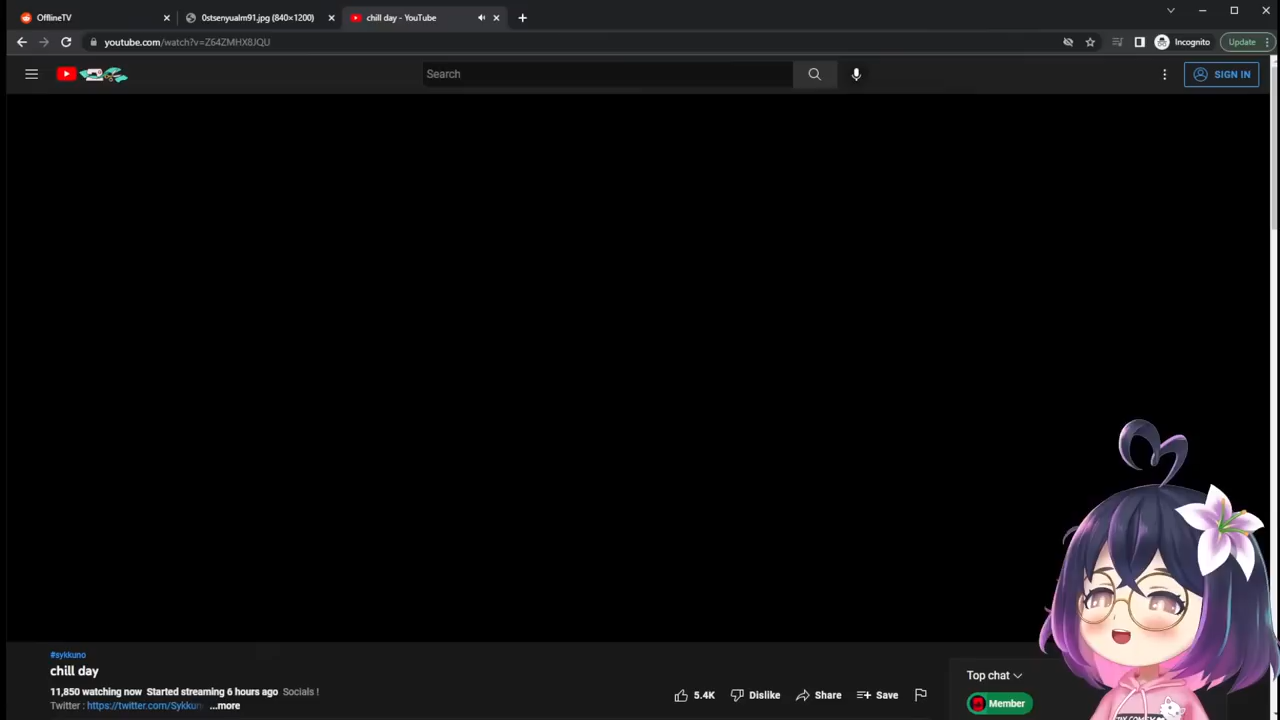 OfflineTV
0stsenyualm91.jpg (840×1200)
chill day - YouTube
youtube.com/watch?v=Z64ZMHX8JQU
Incognito
Update
Search
SIGN IN
#sykkuno
chill day
11,850 watching now Started streaming 6 hours ago Socials !
Twitter : https://twitter.com/Sykkun
...more
5.4K
Dislike
Share
Save
Top chat
Member